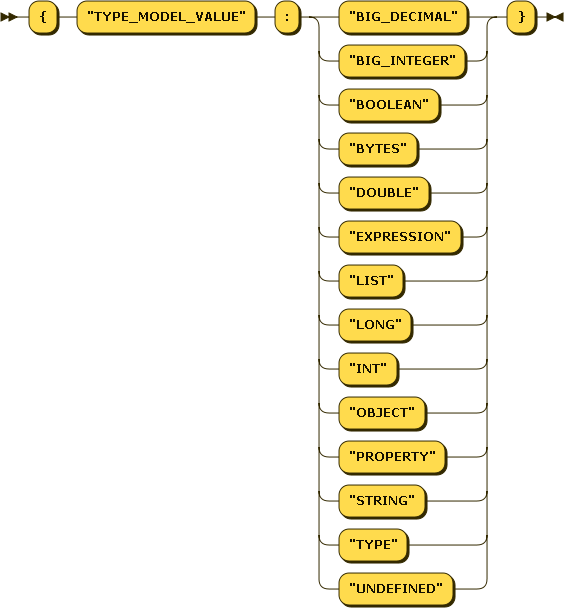 { "TYPE_MODEL_VALUE" : "BIG_DECIMAL" }
"BIG_INTEGER"
"BOOLEAN"
"BYTES"
"DOUBLE"
"EXPRESSION"
"LIST"
"LONG"
"INT"
"OBJECT"
"PROPERTY"
"STRING"
"TYPE"
"UNDEFINED"